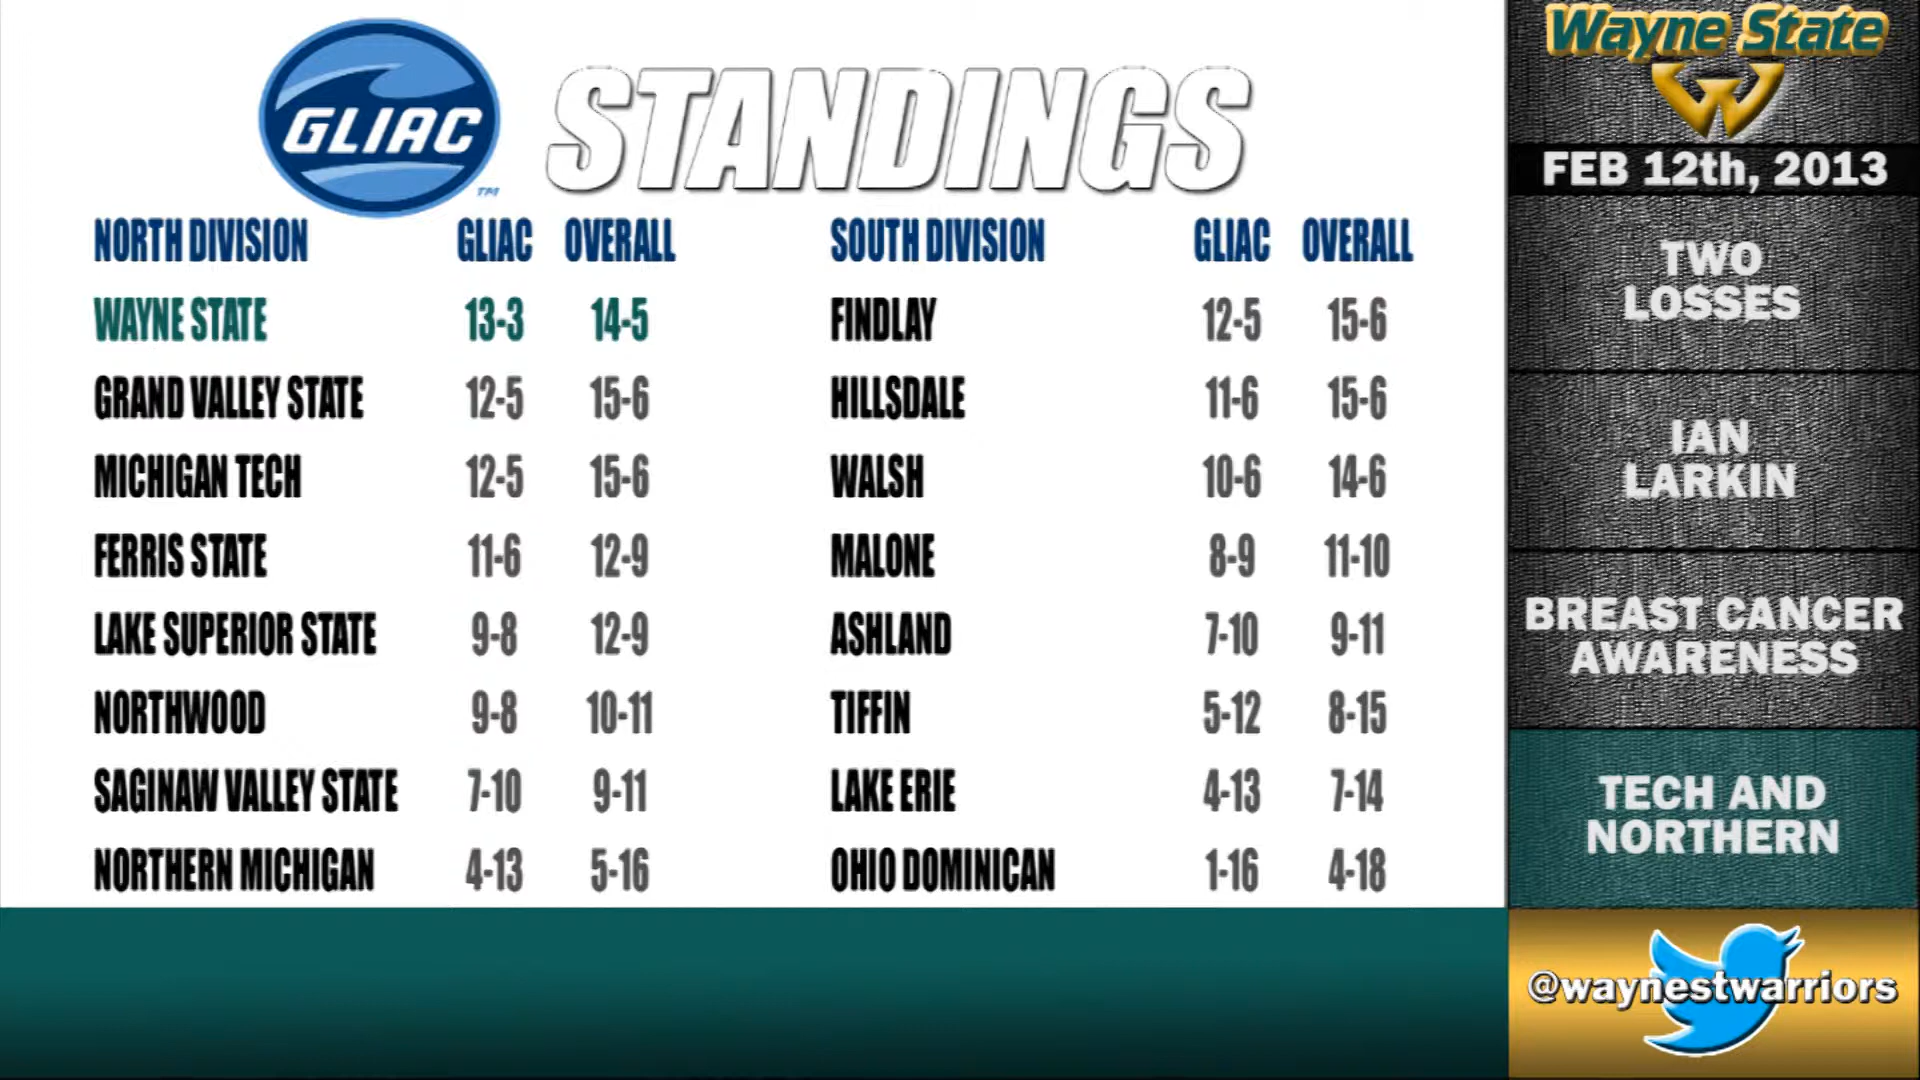 GLIAC
TM
STANDINGS
NORTH DIVISION GLIAC OVERALL
WAYNE STATE 13-3 14-5
GRAND VALLEY STATE 12-5 15-6
MICHIGAN TECH 12-5 15-6
FERRIS STATE 11-6 12-9
LAKE SUPERIOR STATE 9-8 12-9
NORTHWOOD 9-8 10-11
SAGINAW VALLEY STATE 7-10 9-11
NORTHERN MICHIGAN 4-13 5-16
SOUTH DIVISION GLIAC OVERALL
FINDLAY 12-5 15-6
HILLSDALE 11-6 15-6
WALSH 10-6 14-6
MALONE 8-9 11-10
ASHLAND 7-10 9-11
TIFFIN 5-12 8-15
LAKE ERIE 4-13 7-14
OHIO DOMINICAN 1-16 4-18
Wayne State
W
FEB 12th, 2013
TWO
LOSSES
IAN
LARKIN
BREAST CANCER
AWARENESS
TECH AND
NORTHERN
@waynestwarriors